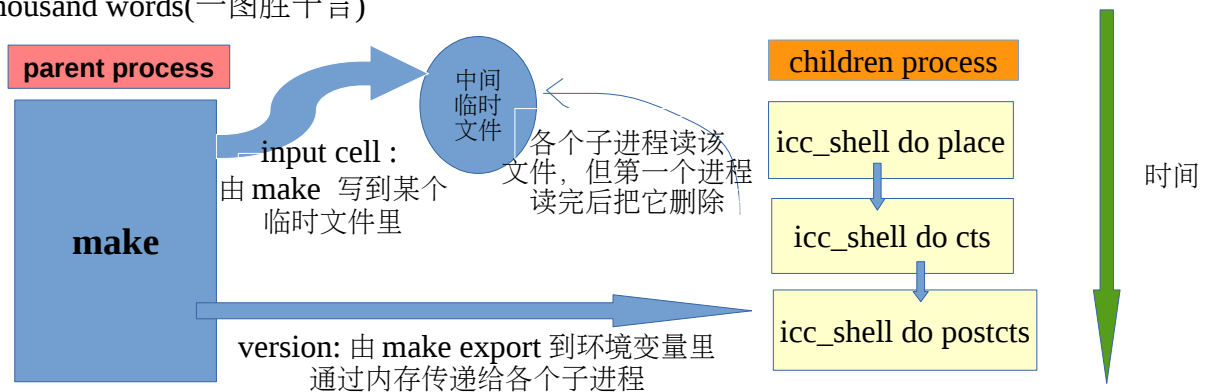 thousand words(一图胜千言)
parent process
make
input cell :
由 make 写到某个
临时文件里
中间
临时
文件
各个子进程读该
文件，但第一个进程
读完后把它删除
version: 由 make export 到环境变量里
通过内存传递给各个子进程
children process
icc_shell do place
icc_shell do cts
icc_shell do postcts
时间